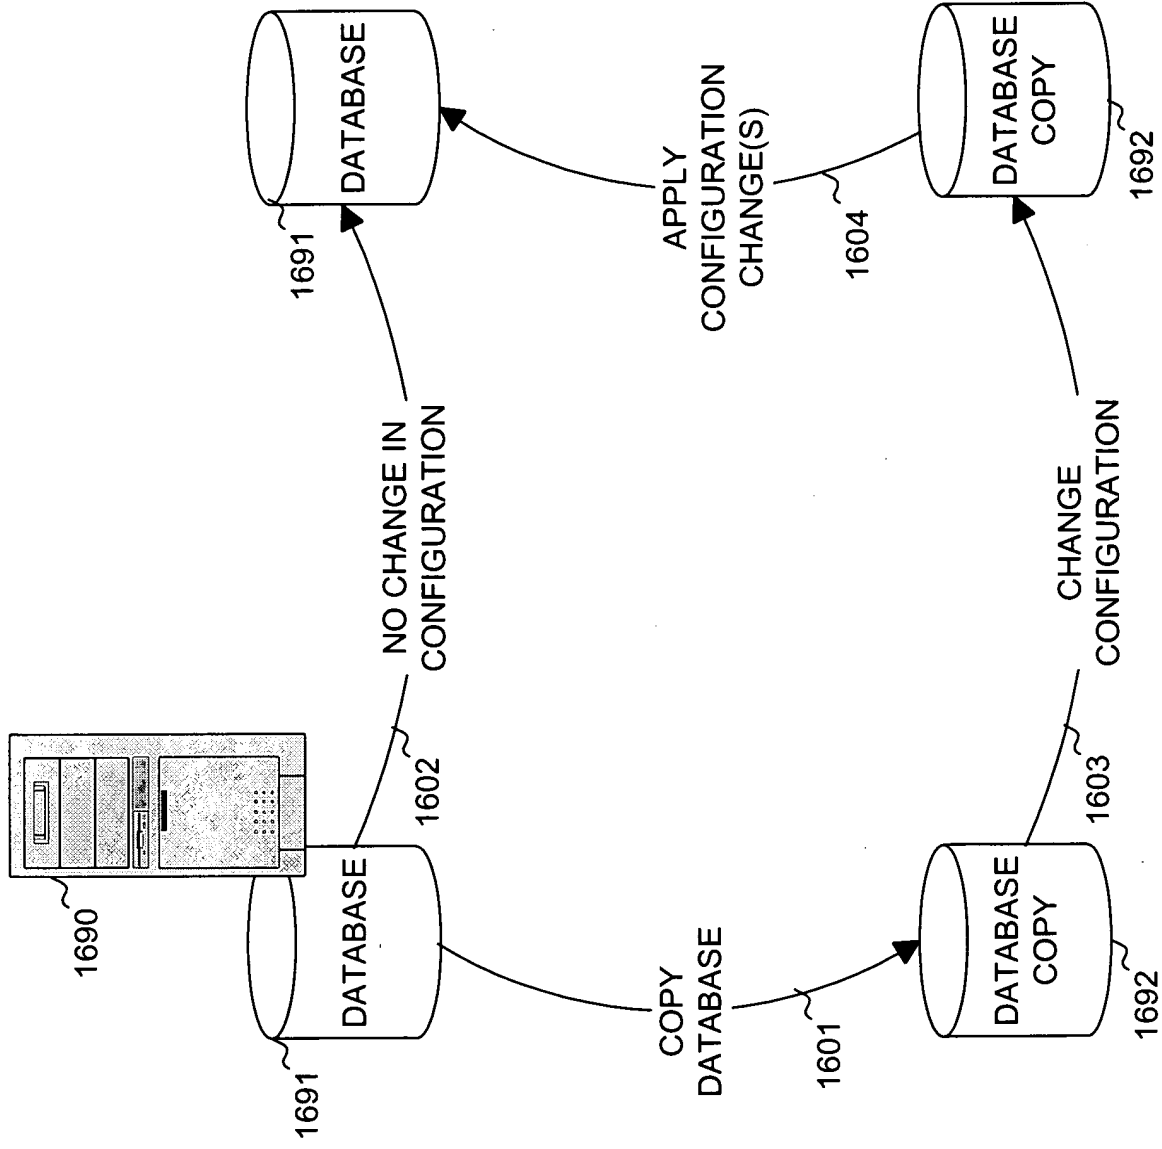 1690
1691
DATABASE
1602
NO CHANGE IN
CONFIGURATION
1691
DATABASE
COPY
DATABASE
1601
APPLY
CONFIGURATION
CHANGE(S)
1604
DATABASE
COPY
1692
1603
CHANGE
CONFIGURATION
DATABASE
COPY
1692